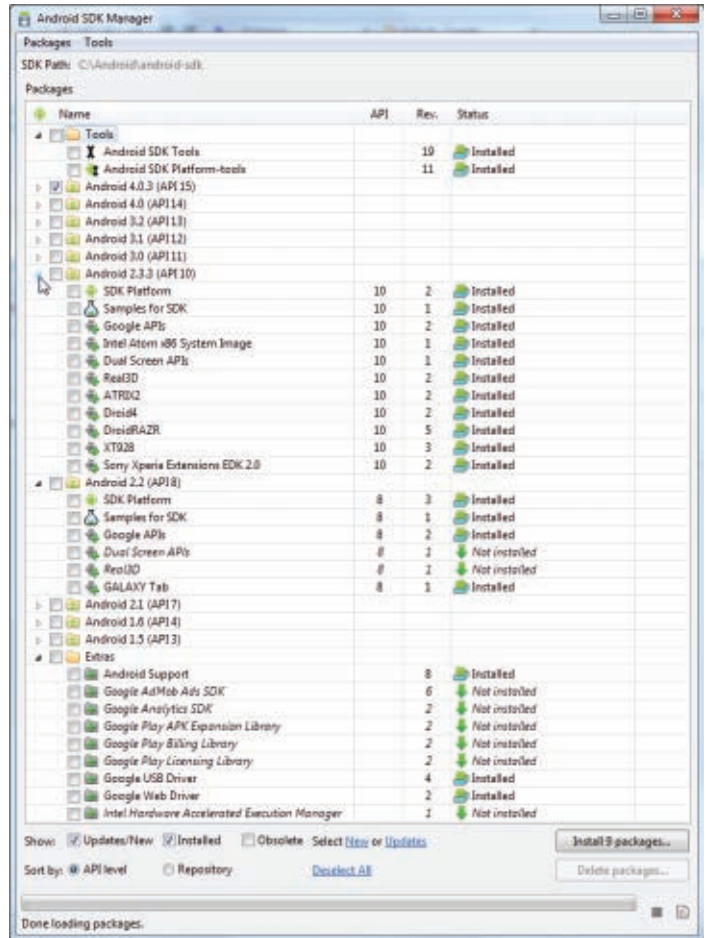 Android SDK Manager
Packages Tools
SDK Path: C:\Android\android-sdk
Packages
Name API Rev. Status
Tools
Android SDK Tools 19 Installed
Android SDK Platform-tools 11 Installed
Android 4.0.3 (API 15)
Android 4.0 (API 14)
Android 3.2 (API 13)
Android 3.1 (API 12)
Android 3.0 (API 11)
Android 2.3.3 (API 10)
SDK Platform 10 2 Installed
Samples for SDK 10 1 Installed
Google APIs 10 2 Installed
Intel Atom x86 System Image 10 1 Installed
Dual Screen APIs 10 1 Installed
Real3D 10 2 Installed
ATRIX2 10 2 Installed
Droid4 10 2 Installed
DroidRAZR 10 5 Installed
XT928 10 3 Installed
Sony Xperia Extensions EDK 2.0 10 2 Installed
Android 2.2 (API 8)
SDK Platform 8 3 Installed
Samples for SDK 8 1 Installed
Google APIs 8 2 Installed
Dual Screen APIs 8 1 Not installed
Real3D 8 1 Not installed
GALAXY Tab 8 1 Installed
Android 2.1 (API 7)
Android 1.6 (API 4)
Android 1.5 (API 3)
Extras
Android Support 8 Installed
Google AdMob Ads SDK 6 Not installed
Google Analytics SDK 2 Not installed
Google Play APK Expansion Library 2 Not installed
Google Play Billing Library 2 Not installed
Google Play Licensing Library 2 Not installed
Google USB Driver 4 Installed
Google Web Driver 2 Installed
Intel Hardware Accelerated Execution Manager 1 Not installed
Show: Updates/New Installed Obsolete Select New or Updates Install 9 packages...
Sort by: API level Repository Deselect All Delete packages...
Done loading packages.